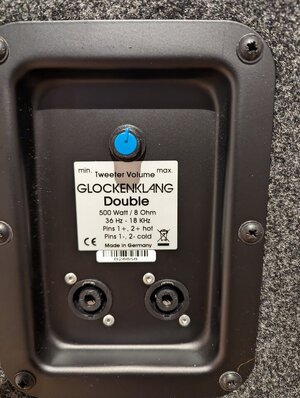 min. max.
Tweeter Volume
GLOCKENKLANG
Double
500 Watt / 8 Ohm
36 Hz - 18 KHz
Pins 1+, 2+ hot
Pins 1-, 2- cold
CE
Made in Germany